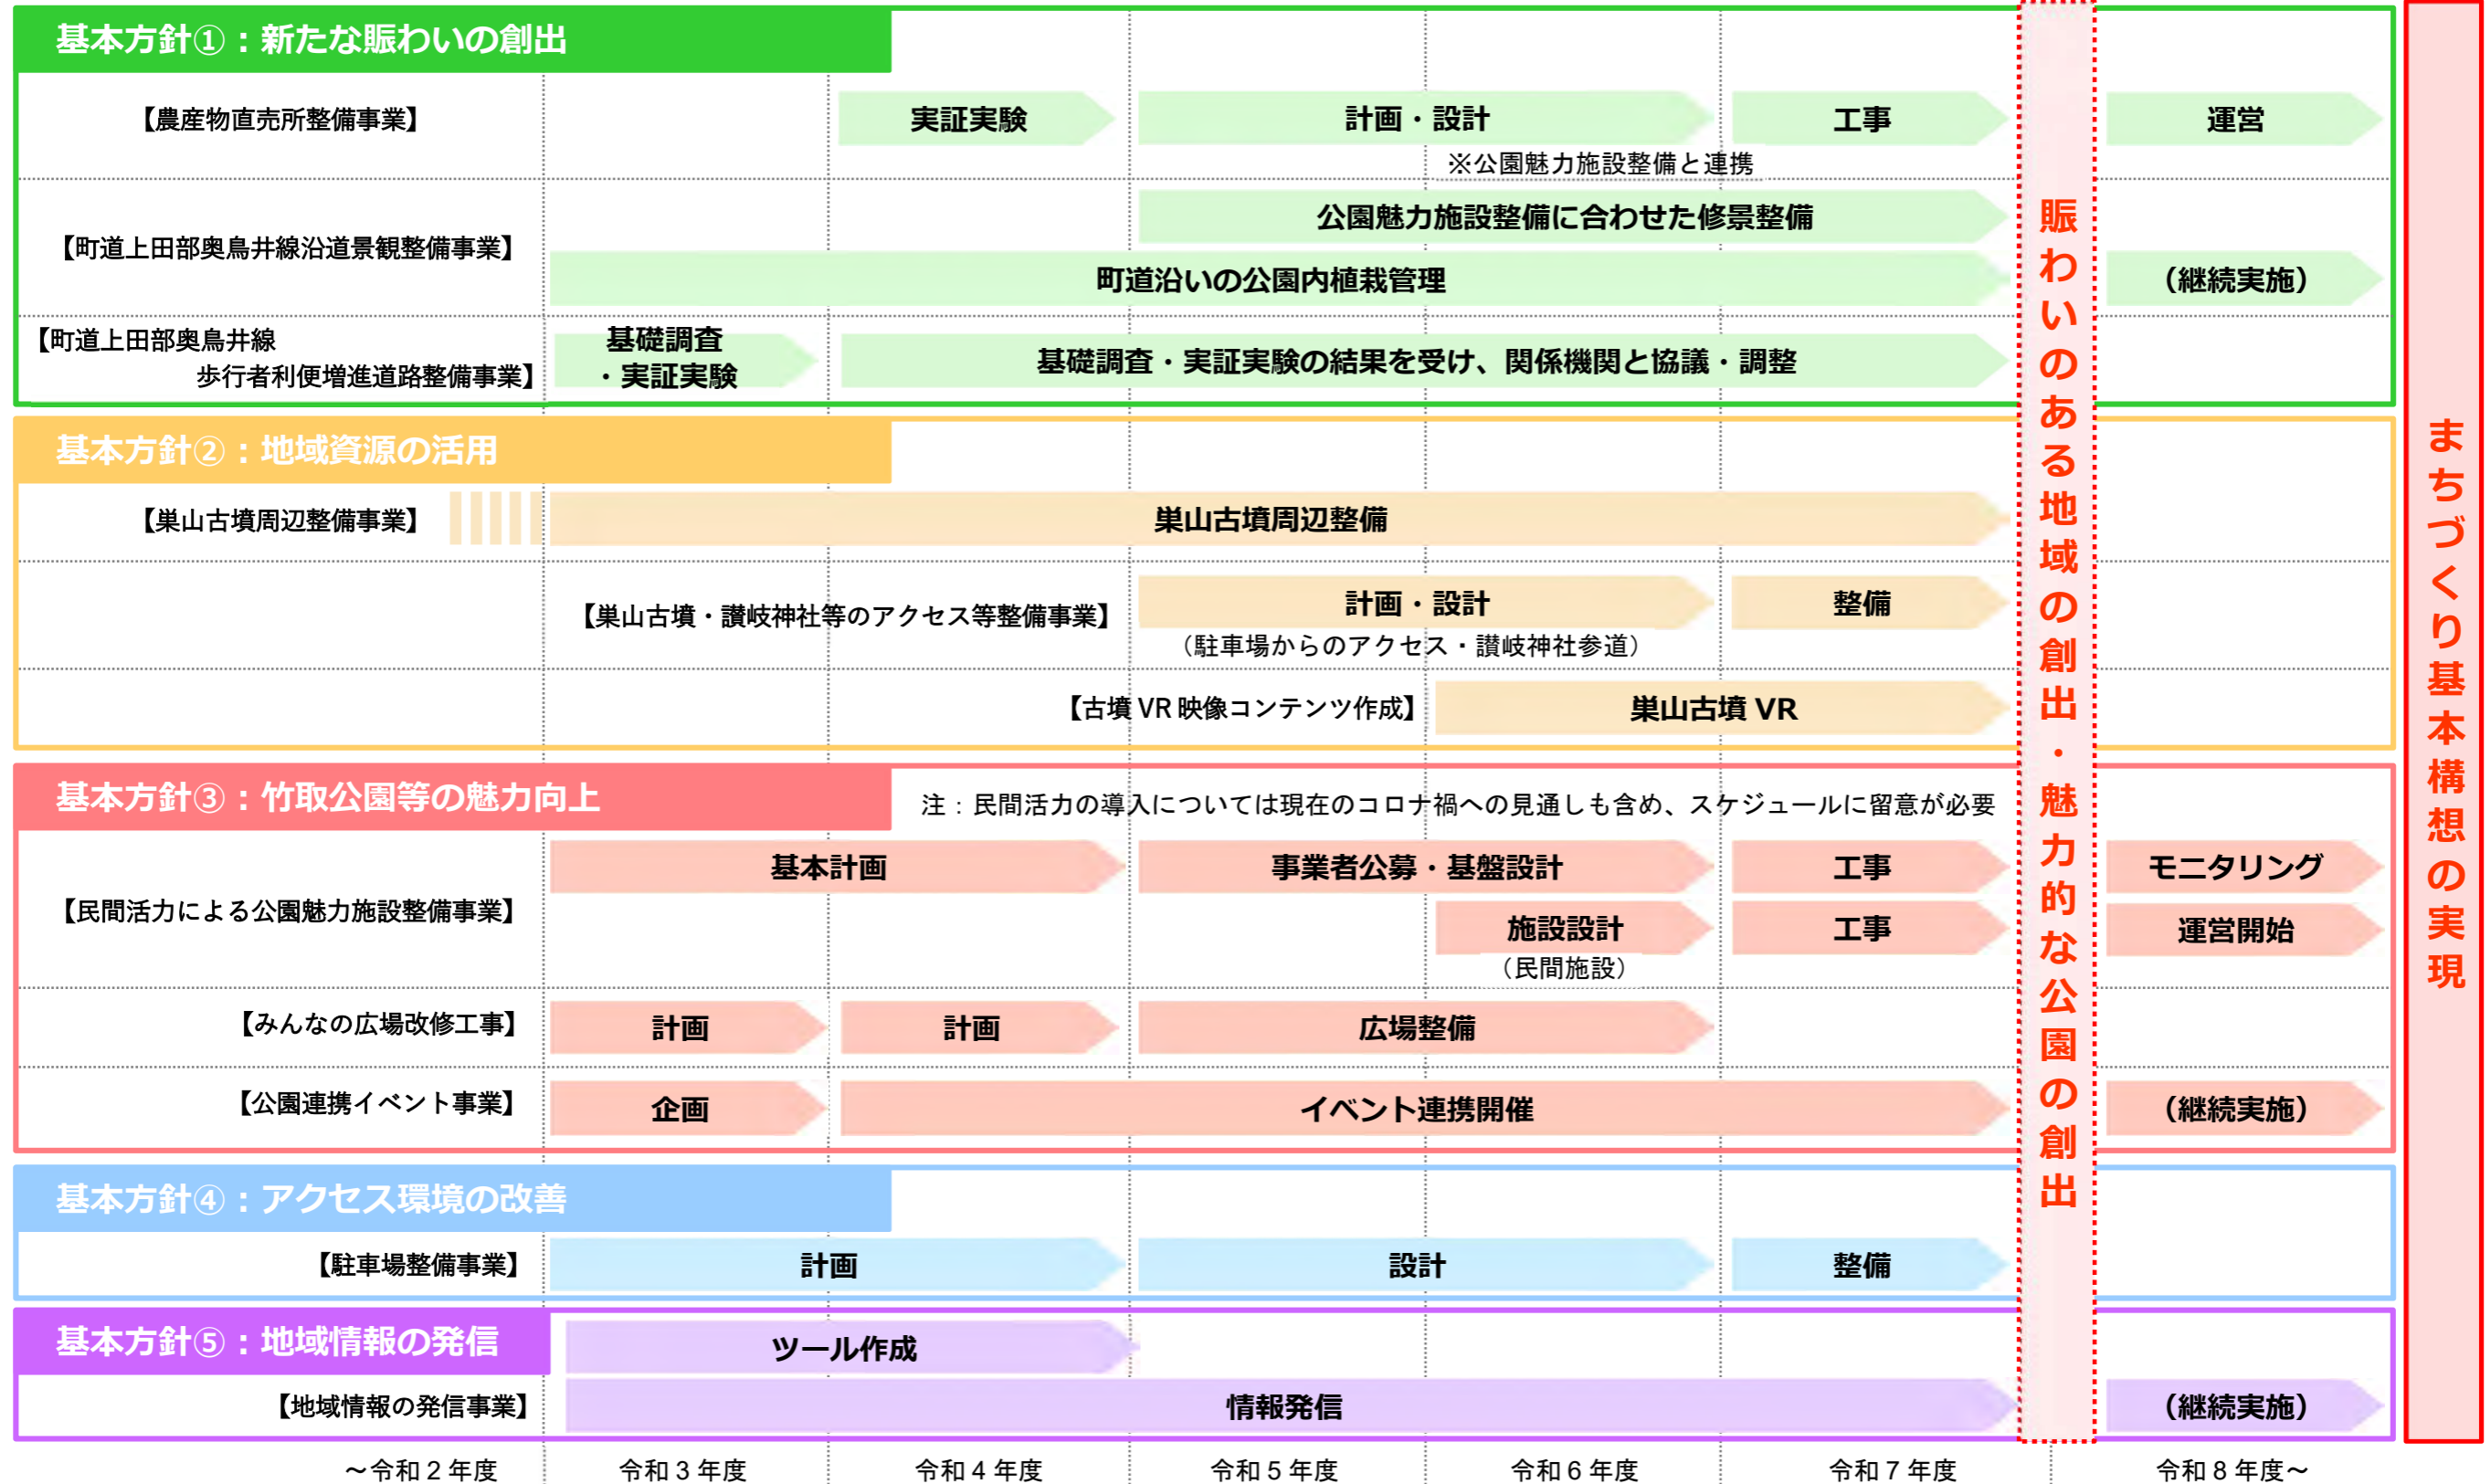 基本方針①：新たな賑わいの創出
【農産物直売所整備事業】
実証実験
計画・設計
工事
運営
※公園魅力施設整備と連携
【町道上田部奥鳥井線沿道景観整備事業】
公園魅力施設整備に合わせた修景整備
町道沿いの公園内植栽管理
（継続実施）
【町道上田部奥鳥井線
歩行者利便増進道路整備事業】
基礎調査
・実証実験
基礎調査・実証実験の結果を受け、関係機関と協議・調整
基本方針②：地域資源の活用
【巣山古墳周辺整備事業】
巣山古墳周辺整備
【巣山古墳・讃岐神社等のアクセス等整備事業】
計画・設計
整備
（駐車場からのアクセス・讃岐神社参道）
【古墳 VR 映像コンテンツ作成】
巣山古墳 VR
基本方針③：竹取公園等の魅力向上
注：民間活力の導入については現在のコロナ禍への見通しも含め、スケジュールに留意が必要
【民間活力による公園魅力施設整備事業】
基本計画
事業者公募・基盤設計
工事
モニタリング
施設設計
工事
運営開始
（民間施設）
【みんなの広場改修工事】
計画
計画
広場整備
【公園連携イベント事業】
企画
イベント連携開催
（継続実施）
基本方針④：アクセス環境の改善
【駐車場整備事業】
計画
設計
整備
基本方針⑤：地域情報の発信
ツール作成
【地域情報の発信事業】
情報発信
（継続実施）
賑わいのある地域の創出・魅力的な公園の創出
まちづくり基本構想の実現
～令和 2 年度
令和 3 年度
令和 4 年度
令和 5 年度
令和 6 年度
令和 7 年度
令和 8 年度～